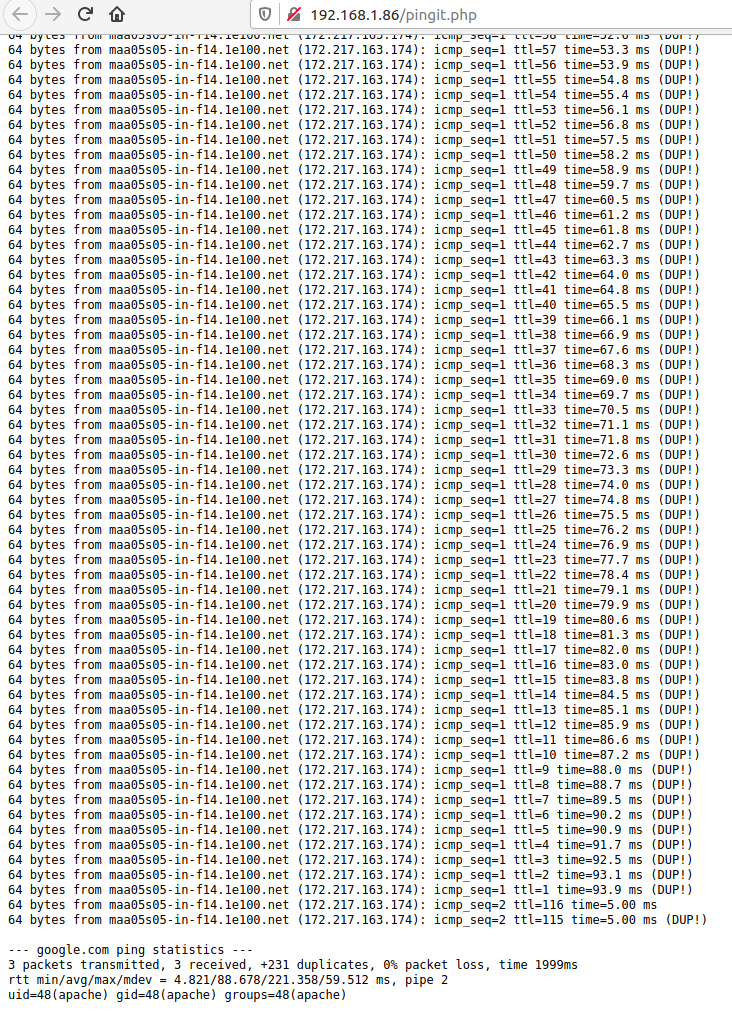 192.168.1.86/pingit.php
64 bytes from maa05s05-in-f14.1e100.net (172.217.163.174): icmp_seq=1 ttl=58 time=52.6 ms (DUP!)
64 bytes from maa05s05-in-f14.1e100.net (172.217.163.174): icmp_seq=1 ttl=57 time=53.3 ms (DUP!)
64 bytes from maa05s05-in-f14.1e100.net (172.217.163.174): icmp_seq=1 ttl=56 time=53.9 ms (DUP!)
64 bytes from maa05s05-in-f14.1e100.net (172.217.163.174): icmp_seq=1 ttl=55 time=54.8 ms (DUP!)
64 bytes from maa05s05-in-f14.1e100.net (172.217.163.174): icmp_seq=1 ttl=54 time=55.4 ms (DUP!)
64 bytes from maa05s05-in-f14.1e100.net (172.217.163.174): icmp_seq=1 ttl=53 time=56.1 ms (DUP!)
64 bytes from maa05s05-in-f14.1e100.net (172.217.163.174): icmp_seq=1 ttl=52 time=56.8 ms (DUP!)
64 bytes from maa05s05-in-f14.1e100.net (172.217.163.174): icmp_seq=1 ttl=51 time=57.5 ms (DUP!)
64 bytes from maa05s05-in-f14.1e100.net (172.217.163.174): icmp_seq=1 ttl=50 time=58.2 ms (DUP!)
64 bytes from maa05s05-in-f14.1e100.net (172.217.163.174): icmp_seq=1 ttl=49 time=58.9 ms (DUP!)
64 bytes from maa05s05-in-f14.1e100.net (172.217.163.174): icmp_seq=1 ttl=48 time=59.7 ms (DUP!)
64 bytes from maa05s05-in-f14.1e100.net (172.217.163.174): icmp_seq=1 ttl=47 time=60.5 ms (DUP!)
64 bytes from maa05s05-in-f14.1e100.net (172.217.163.174): icmp_seq=1 ttl=46 time=61.2 ms (DUP!)
64 bytes from maa05s05-in-f14.1e100.net (172.217.163.174): icmp_seq=1 ttl=45 time=61.8 ms (DUP!)
64 bytes from maa05s05-in-f14.1e100.net (172.217.163.174): icmp_seq=1 ttl=44 time=62.7 ms (DUP!)
64 bytes from maa05s05-in-f14.1e100.net (172.217.163.174): icmp_seq=1 ttl=43 time=63.3 ms (DUP!)
64 bytes from maa05s05-in-f14.1e100.net (172.217.163.174): icmp_seq=1 ttl=42 time=64.0 ms (DUP!)
64 bytes from maa05s05-in-f14.1e100.net (172.217.163.174): icmp_seq=1 ttl=41 time=64.8 ms (DUP!)
64 bytes from maa05s05-in-f14.1e100.net (172.217.163.174): icmp_seq=1 ttl=40 time=65.5 ms (DUP!)
64 bytes from maa05s05-in-f14.1e100.net (172.217.163.174): icmp_seq=1 ttl=39 time=66.1 ms (DUP!)
64 bytes from maa05s05-in-f14.1e100.net (172.217.163.174): icmp_seq=1 ttl=38 time=66.9 ms (DUP!)
64 bytes from maa05s05-in-f14.1e100.net (172.217.163.174): icmp_seq=1 ttl=37 time=67.6 ms (DUP!)
64 bytes from maa05s05-in-f14.1e100.net (172.217.163.174): icmp_seq=1 ttl=36 time=68.3 ms (DUP!)
64 bytes from maa05s05-in-f14.1e100.net (172.217.163.174): icmp_seq=1 ttl=35 time=69.0 ms (DUP!)
64 bytes from maa05s05-in-f14.1e100.net (172.217.163.174): icmp_seq=1 ttl=34 time=69.7 ms (DUP!)
64 bytes from maa05s05-in-f14.1e100.net (172.217.163.174): icmp_seq=1 ttl=33 time=70.5 ms (DUP!)
64 bytes from maa05s05-in-f14.1e100.net (172.217.163.174): icmp_seq=1 ttl=32 time=71.1 ms (DUP!)
64 bytes from maa05s05-in-f14.1e100.net (172.217.163.174): icmp_seq=1 ttl=31 time=71.8 ms (DUP!)
64 bytes from maa05s05-in-f14.1e100.net (172.217.163.174): icmp_seq=1 ttl=30 time=72.6 ms (DUP!)
64 bytes from maa05s05-in-f14.1e100.net (172.217.163.174): icmp_seq=1 ttl=29 time=73.3 ms (DUP!)
64 bytes from maa05s05-in-f14.1e100.net (172.217.163.174): icmp_seq=1 ttl=28 time=74.0 ms (DUP!)
64 bytes from maa05s05-in-f14.1e100.net (172.217.163.174): icmp_seq=1 ttl=27 time=74.8 ms (DUP!)
64 bytes from maa05s05-in-f14.1e100.net (172.217.163.174): icmp_seq=1 ttl=26 time=75.5 ms (DUP!)
64 bytes from maa05s05-in-f14.1e100.net (172.217.163.174): icmp_seq=1 ttl=25 time=76.2 ms (DUP!)
64 bytes from maa05s05-in-f14.1e100.net (172.217.163.174): icmp_seq=1 ttl=24 time=76.9 ms (DUP!)
64 bytes from maa05s05-in-f14.1e100.net (172.217.163.174): icmp_seq=1 ttl=23 time=77.7 ms (DUP!)
64 bytes from maa05s05-in-f14.1e100.net (172.217.163.174): icmp_seq=1 ttl=22 time=78.4 ms (DUP!)
64 bytes from maa05s05-in-f14.1e100.net (172.217.163.174): icmp_seq=1 ttl=21 time=79.1 ms (DUP!)
64 bytes from maa05s05-in-f14.1e100.net (172.217.163.174): icmp_seq=1 ttl=20 time=79.9 ms (DUP!)
64 bytes from maa05s05-in-f14.1e100.net (172.217.163.174): icmp_seq=1 ttl=19 time=80.6 ms (DUP!)
64 bytes from maa05s05-in-f14.1e100.net (172.217.163.174): icmp_seq=1 ttl=18 time=81.3 ms (DUP!)
64 bytes from maa05s05-in-f14.1e100.net (172.217.163.174): icmp_seq=1 ttl=17 time=82.0 ms (DUP!)
64 bytes from maa05s05-in-f14.1e100.net (172.217.163.174): icmp_seq=1 ttl=16 time=83.0 ms (DUP!)
64 bytes from maa05s05-in-f14.1e100.net (172.217.163.174): icmp_seq=1 ttl=15 time=83.8 ms (DUP!)
64 bytes from maa05s05-in-f14.1e100.net (172.217.163.174): icmp_seq=1 ttl=14 time=84.5 ms (DUP!)
64 bytes from maa05s05-in-f14.1e100.net (172.217.163.174): icmp_seq=1 ttl=13 time=85.1 ms (DUP!)
64 bytes from maa05s05-in-f14.1e100.net (172.217.163.174): icmp_seq=1 ttl=12 time=85.9 ms (DUP!)
64 bytes from maa05s05-in-f14.1e100.net (172.217.163.174): icmp_seq=1 ttl=11 time=86.6 ms (DUP!)
64 bytes from maa05s05-in-f14.1e100.net (172.217.163.174): icmp_seq=1 ttl=10 time=87.2 ms (DUP!)
64 bytes from maa05s05-in-f14.1e100.net (172.217.163.174): icmp_seq=1 ttl=9 time=88.0 ms (DUP!)
64 bytes from maa05s05-in-f14.1e100.net (172.217.163.174): icmp_seq=1 ttl=8 time=88.7 ms (DUP!)
64 bytes from maa05s05-in-f14.1e100.net (172.217.163.174): icmp_seq=1 ttl=7 time=89.5 ms (DUP!)
64 bytes from maa05s05-in-f14.1e100.net (172.217.163.174): icmp_seq=1 ttl=6 time=90.2 ms (DUP!)
64 bytes from maa05s05-in-f14.1e100.net (172.217.163.174): icmp_seq=1 ttl=5 time=90.9 ms (DUP!)
64 bytes from maa05s05-in-f14.1e100.net (172.217.163.174): icmp_seq=1 ttl=4 time=91.7 ms (DUP!)
64 bytes from maa05s05-in-f14.1e100.net (172.217.163.174): icmp_seq=1 ttl=3 time=92.5 ms (DUP!)
64 bytes from maa05s05-in-f14.1e100.net (172.217.163.174): icmp_seq=1 ttl=2 time=93.1 ms (DUP!)
64 bytes from maa05s05-in-f14.1e100.net (172.217.163.174): icmp_seq=1 ttl=1 time=93.9 ms (DUP!)
64 bytes from maa05s05-in-f14.1e100.net (172.217.163.174): icmp_seq=2 ttl=116 time=5.00 ms
64 bytes from maa05s05-in-f14.1e100.net (172.217.163.174): icmp_seq=2 ttl=115 time=5.00 ms (DUP!)
--- google.com ping statistics ---
3 packets transmitted, 3 received, +231 duplicates, 0% packet loss, time 1999ms
rtt min/avg/max/mdev = 4.821/88.678/221.358/59.512 ms, pipe 2
uid=48(apache) gid=48(apache) groups=48(apache)